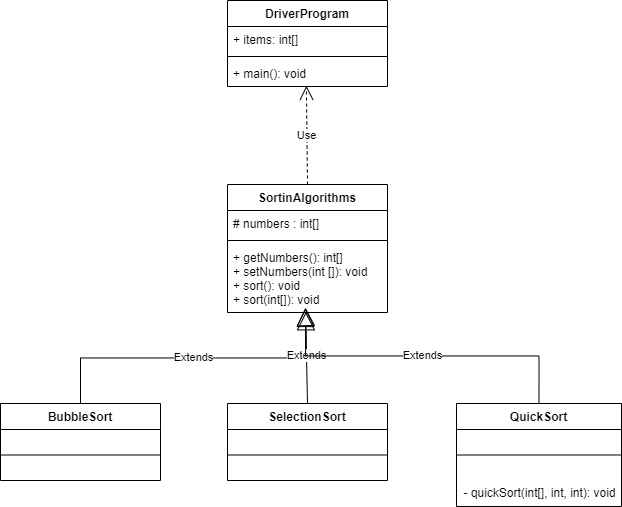 DriverProgram
+ items: int[]
+ main(): void
Use
SortinAlgorithms
# numbers : int[]
+ getNumbers(): int[]
+ setNumbers(int []): void
+ sort(): void
+ sort(int[]): void
Extends
Extends
Extends
BubbleSort
SelectionSort
QuickSort
- quickSort(int[], int, int): void